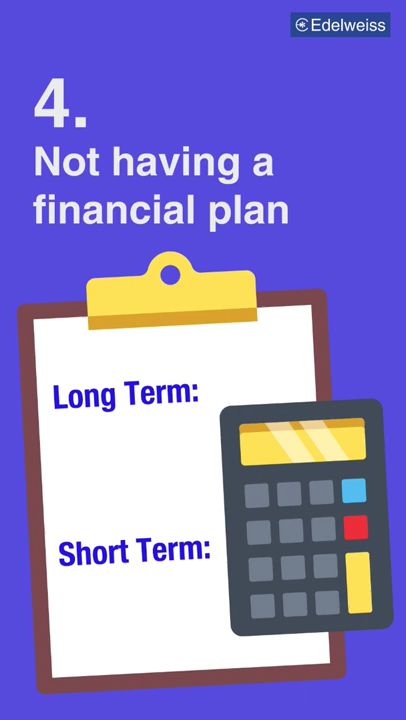 Edelweiss
4.
Not having a
financial plan
Long Term:
Short Term: